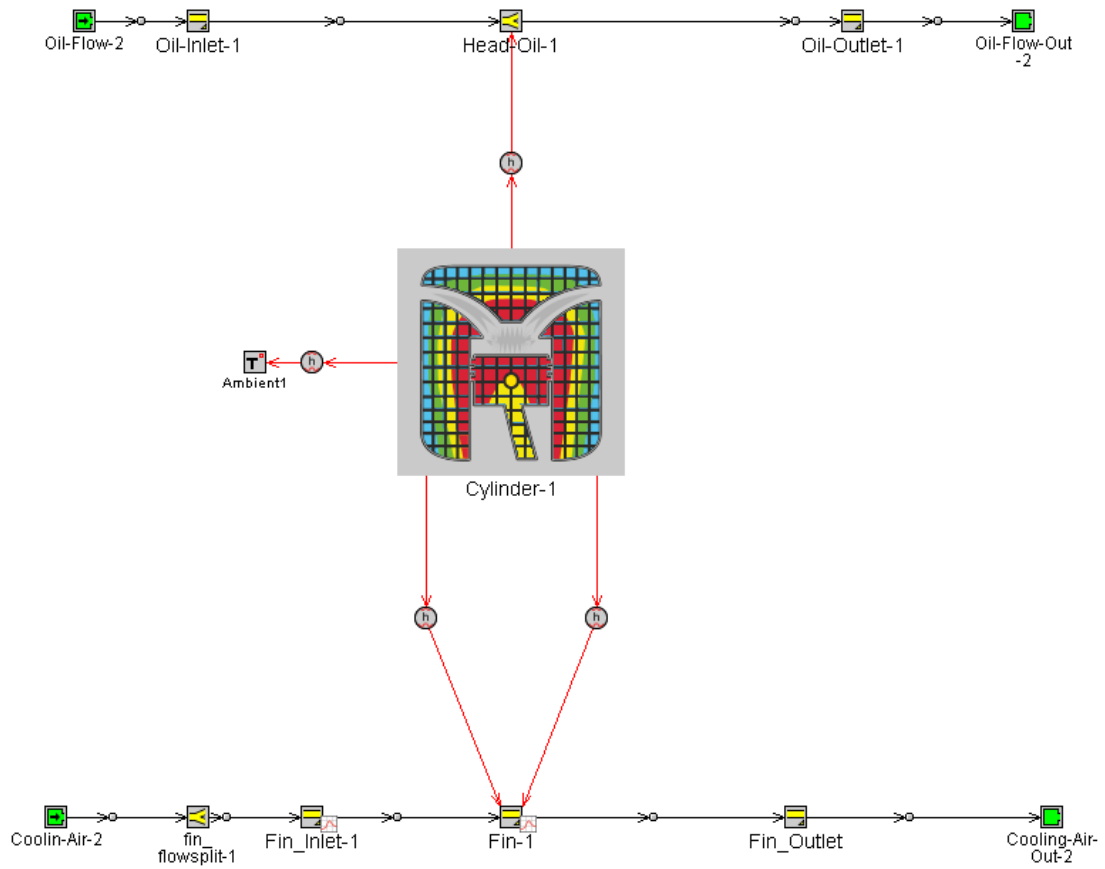 Oil-Flow-2
Oil-Inlet-1
Head-Oil-1
Oil-Outlet-1
Oil-Flow-Out
-2
h
T
h
Ambient1
Cylinder-1
h
h
Coolin-Air-2
fin_
flowsplit-1
Fin_Inlet-1
Fin-1
Fin_Outlet
Cooling-Air-
Out-2